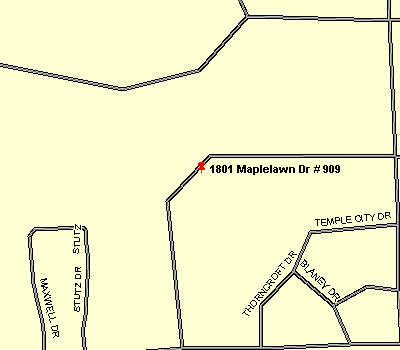 1801 Maplelawn Dr # 909
TEMPLE CITY DR
STUTZ
THORNCROFT DR
BLANEY DR
MAXWELL DR
STUTZ DR